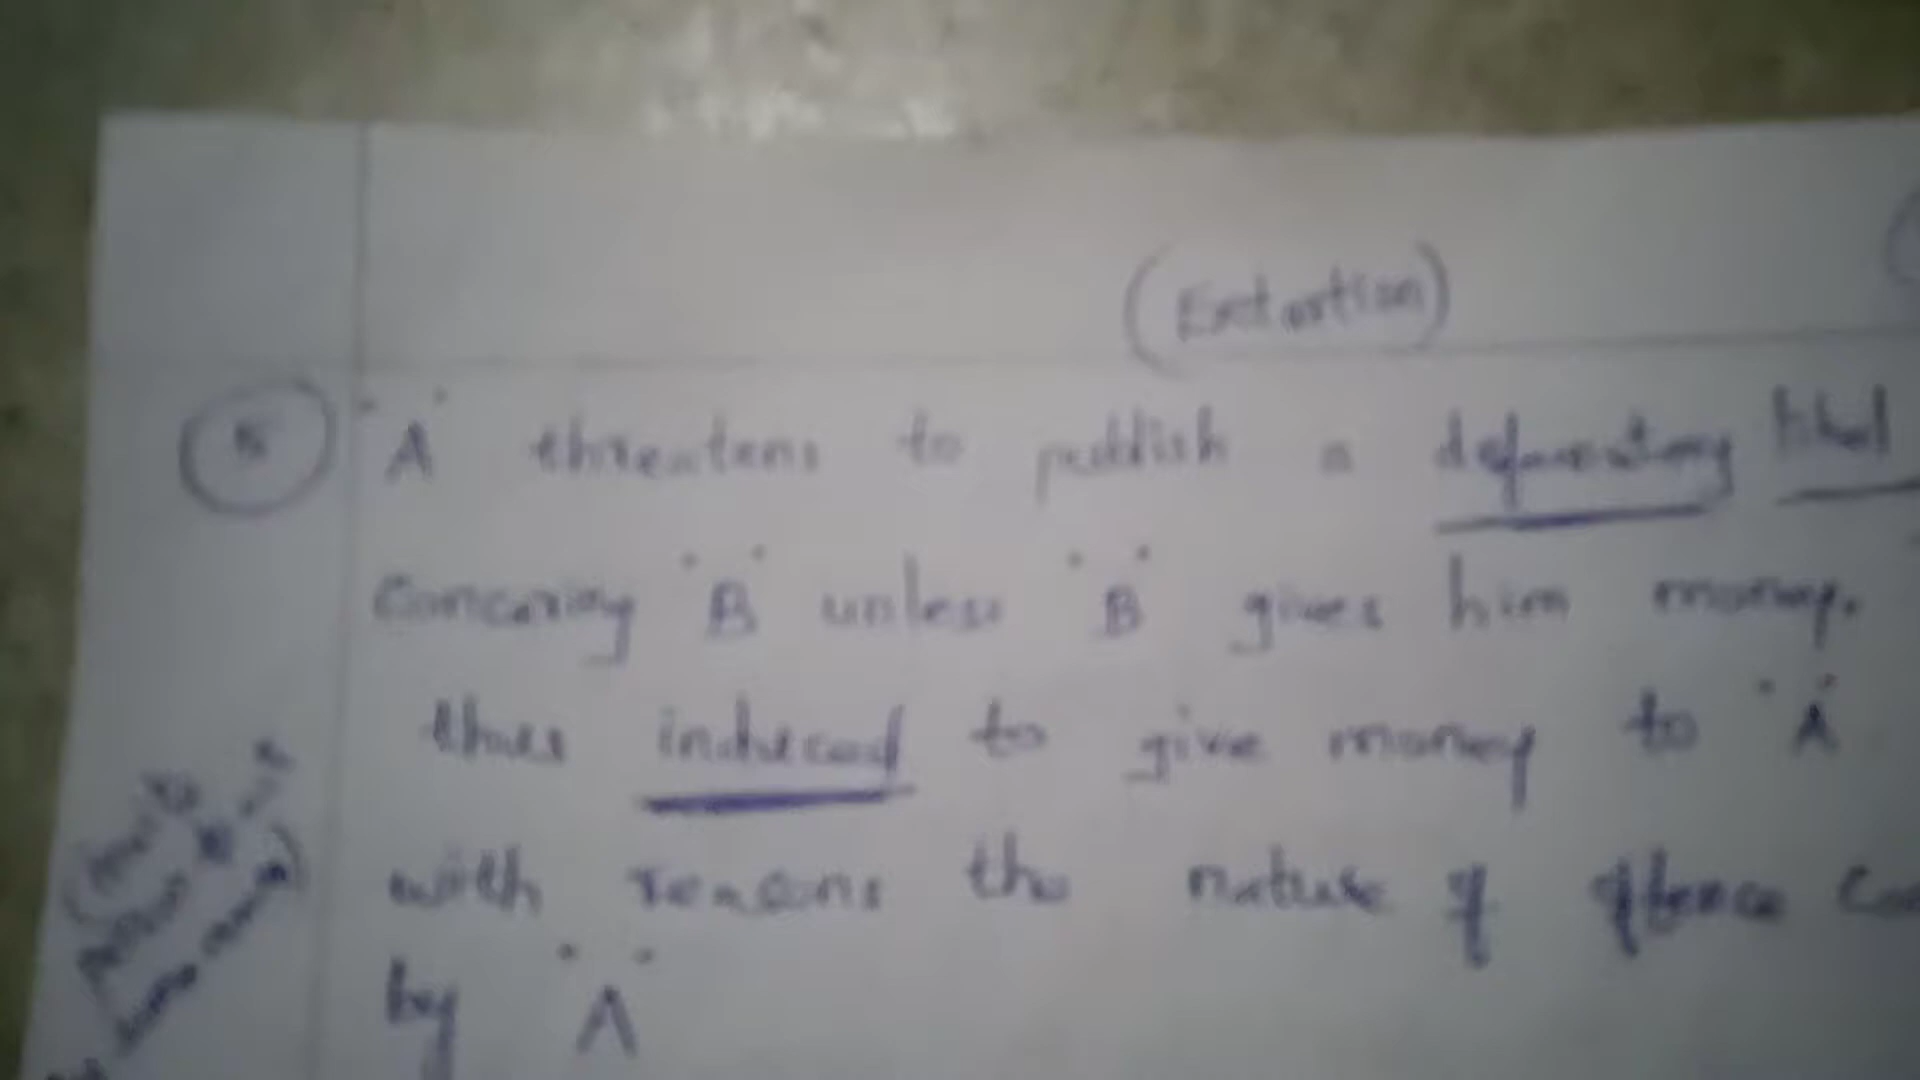 (Extortion)
5 "A" threatens to publish a defamatory libel
Concerning "B" unless "B" gives him money.
thus induced to give money to "A"
with reasons the nature of offence
by "A"